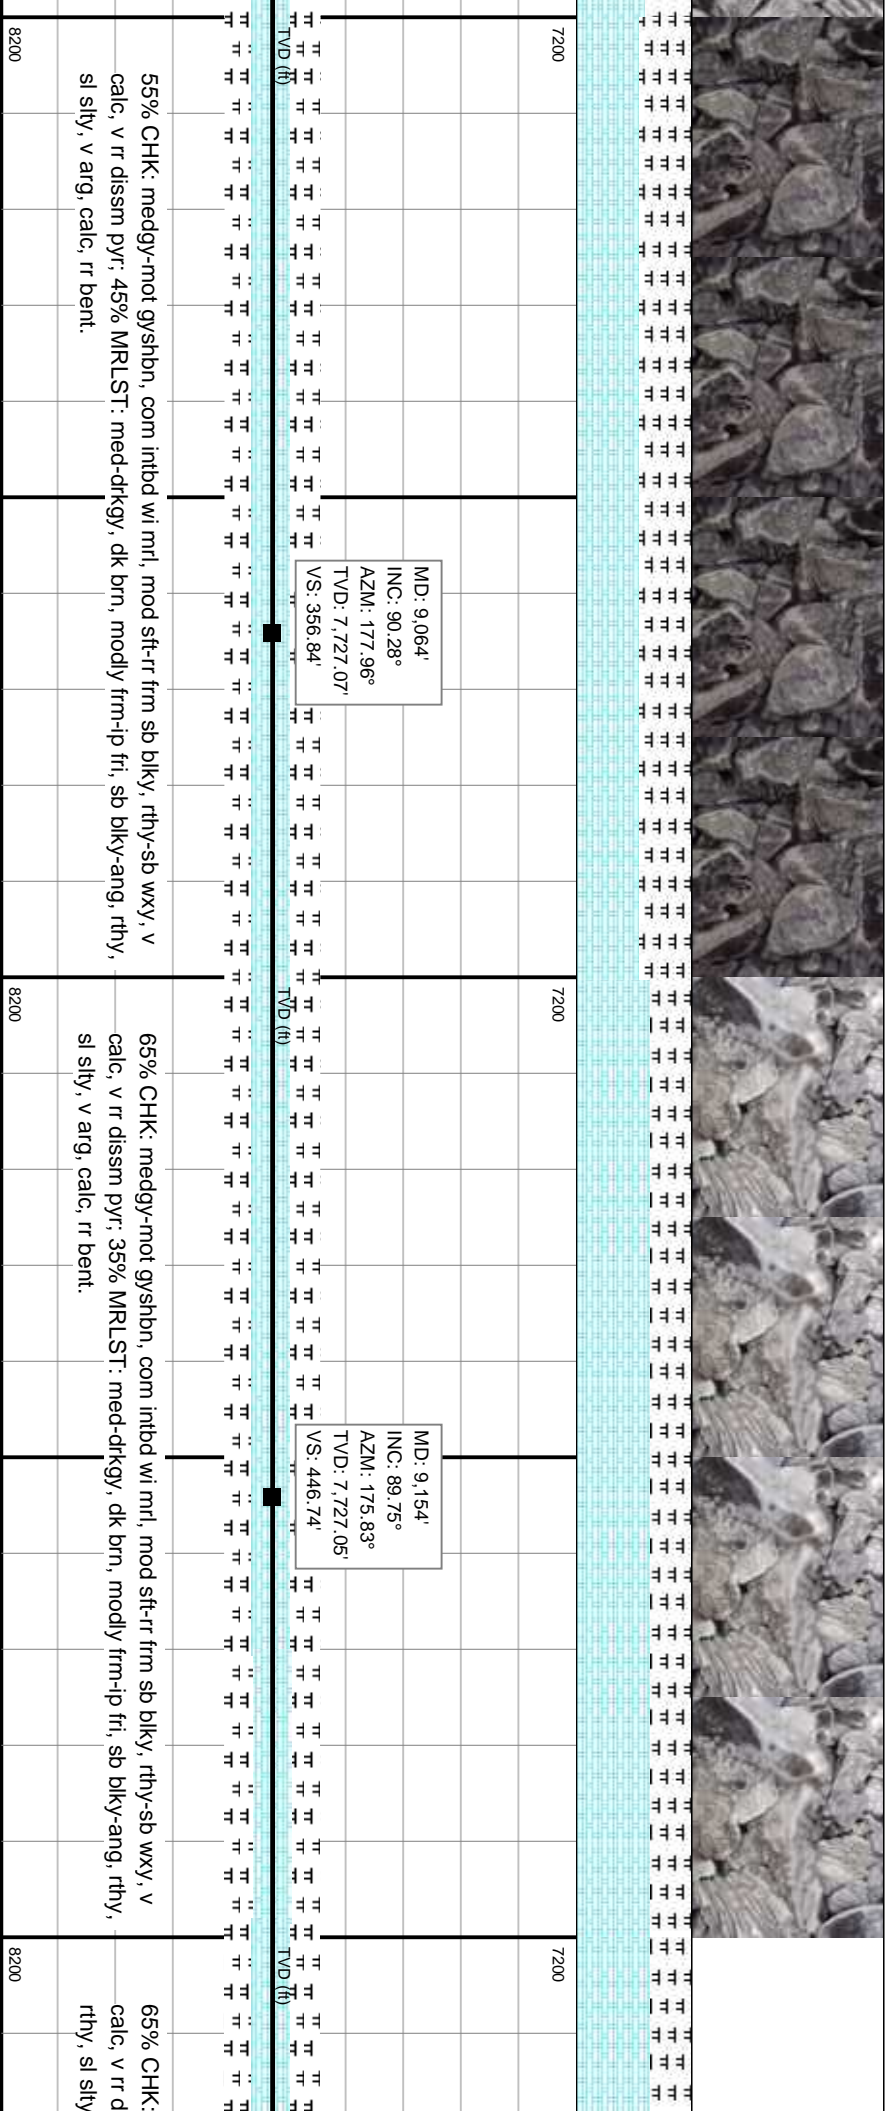 8200
TVD (ft)
7200
55% CHK: medgy-mot gyshbn, com intbd wi mrl, mod sft-rr frm sb blky, rthy-sb wxy, v
calc, v rr dissm pyr; 45% MRLST: med-drkgy, dk brn, modly frm-ip fri, sb blky-ang, rthy,
sl slty, v arg, calc, rr bent.
MD: 9,064'
INC: 90.28°
AZM: 177.96°
TVD: 7,727.07'
VS: 356.84'
8200
TVD (ft)
7200
65% CHK: medgy-mot gyshbn, com intbd wi mrl, mod sft-rr frm sb blky, rthy-sb wxy, v
calc, v rr dissm pyr; 35% MRLST: med-drkgy, dk brn, modly frm-ip fri, sb blky-ang, rthy,
sl slty, v arg, calc, rr bent.
MD: 9,154'
INC: 89.75°
AZM: 175.83°
TVD: 7,727.05'
VS: 446.74'
8200
TVD (ft)
7200
65% CHK:
calc, v rr d
rthy, sl slty